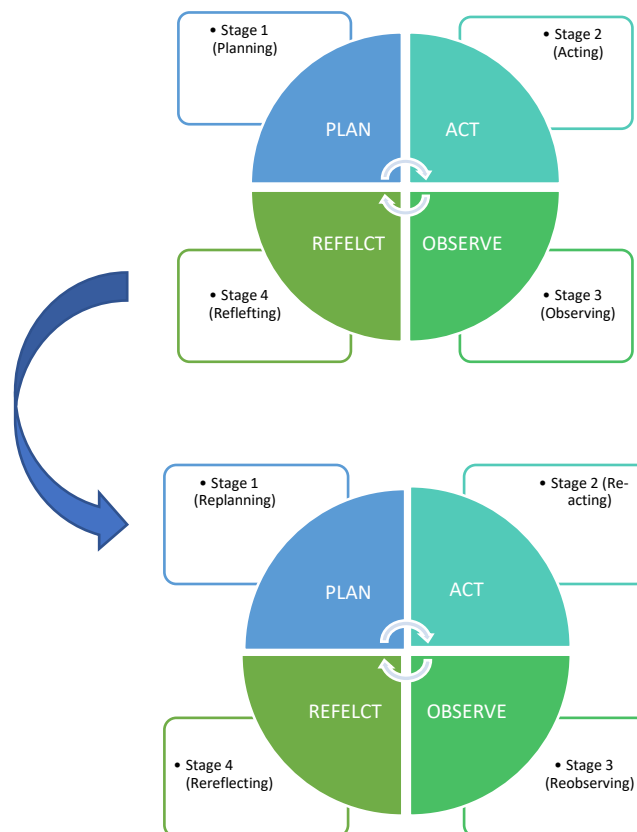 • Stage 1
(Planning)
• Stage 2
(Acting)
PLAN
ACT
REFELCT
OBSERVE
• Stage 4
(Reflefting)
• Stage 3
(Observing)
• Stage 1
(Replanning)
• Stage 2 (Re-
acting)
PLAN
ACT
REFELCT
OBSERVE
• Stage 4
(Rereflecting)
• Stage 3
(Reobserving)